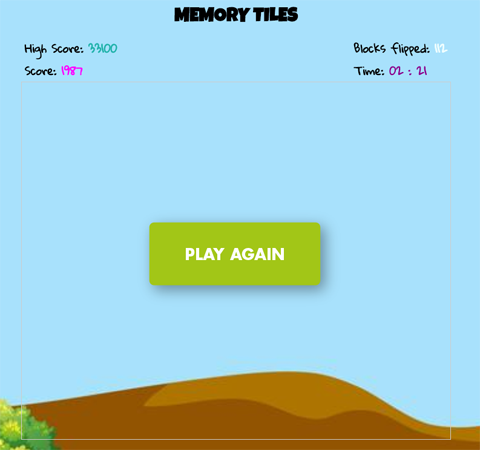 MEMORY TILES
High Score: 33100 Blocks flipped: 112
Score: 1987 Time: 02 : 21
PLAY AGAIN